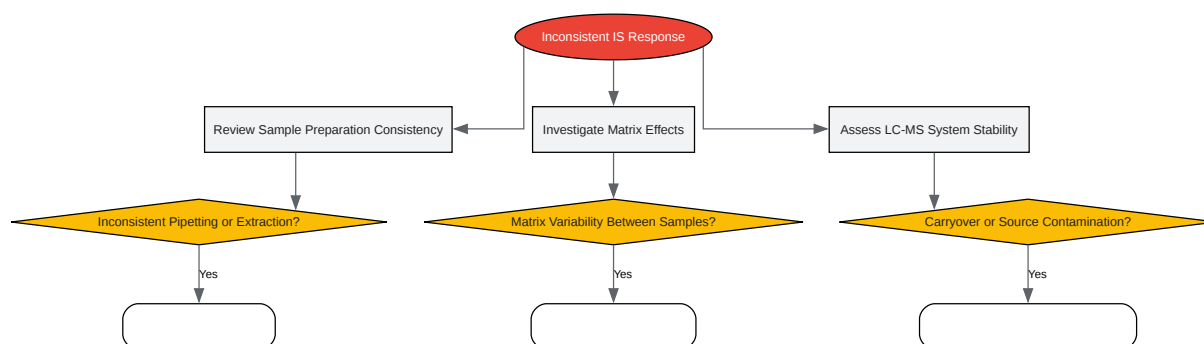 Inconsistent IS Response
Review Sample Preparation Consistency
Investigate Matrix Effects
Assess LC-MS System Stability
Inconsistent Pipetting or Extraction?
Matrix Variability Between Samples?
Carryover or Source Contamination?
Yes
Yes
Yes